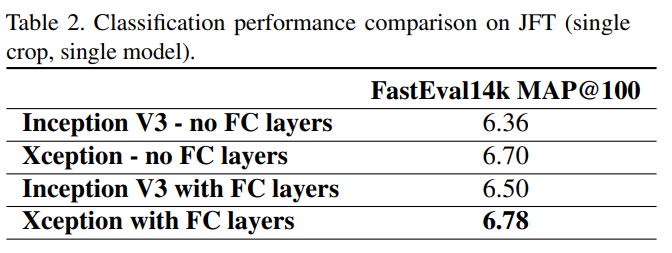 Table 2. Classification performance comparison on JFT (single
crop, single model).
FastEval14k MAP@100
Inception V3 - no FC layers 6.36
Xception - no FC layers 6.70
Inception V3 with FC layers 6.50
Xception with FC layers 6.78